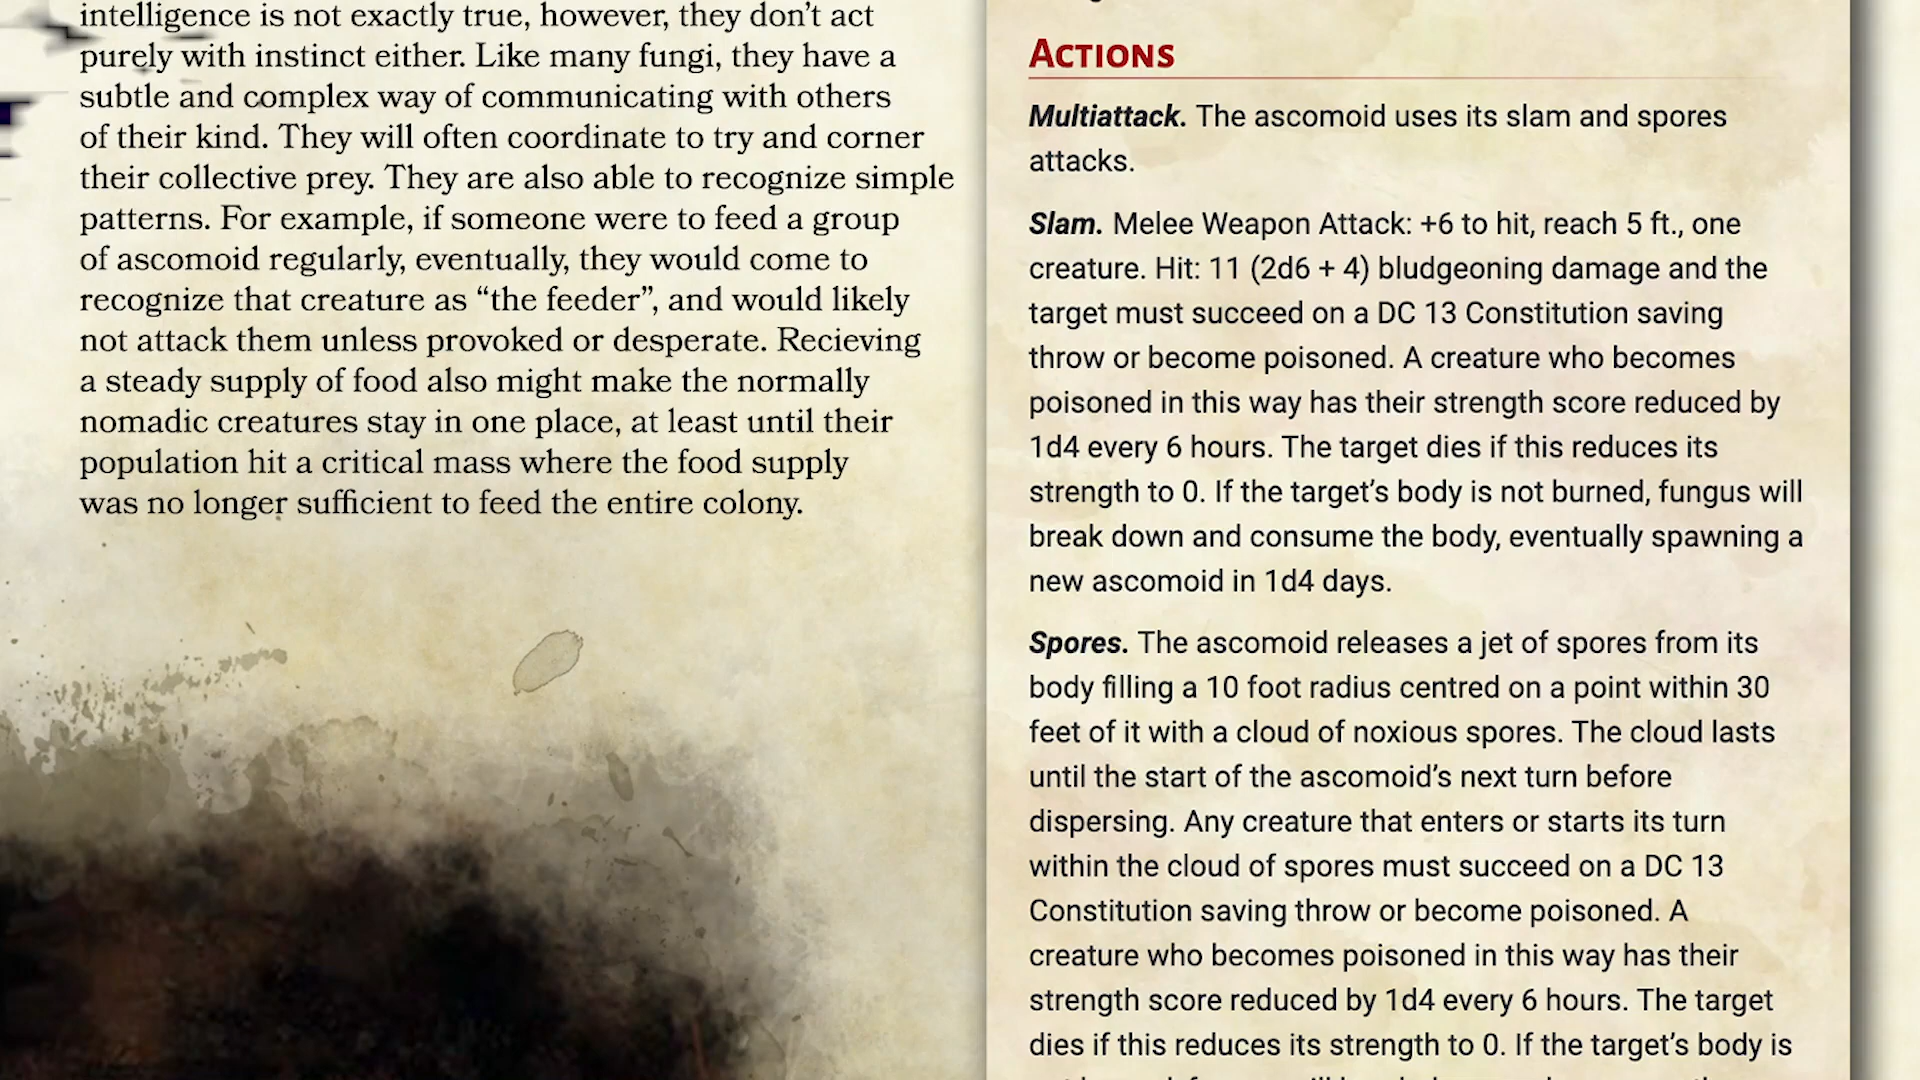 intelligence is not exactly true, however, they don’t act
purely with instinct either. Like many fungi, they have a
subtle and complex way of communicating with others
of their kind. They will often coordinate to try and corner
their collective prey. They are also able to recognize simple
patterns. For example, if someone were to feed a group
of ascomoid regularly, eventually, they would come to
recognize that creature as “the feeder”, and would likely
not attack them unless provoked or desperate. Recieving
a steady supply of food also might make the normally
nomadic creatures stay in one place, at least until their
population hit a critical mass where the food supply
was no longer sufficient to feed the entire colony.
ACTIONS
Multiattack. The ascomoid uses its slam and spores
attacks.
Slam. Melee Weapon Attack: +6 to hit, reach 5 ft., one
creature. Hit: 11 (2d6 + 4) bludgeoning damage and the
target must succeed on a DC 13 Constitution saving
throw or become poisoned. A creature who becomes
poisoned in this way has their strength score reduced by
1d4 every 6 hours. The target dies if this reduces its
strength to 0. If the target’s body is not burned, fungus will
break down and consume the body, eventually spawning a
new ascomoid in 1d4 days.
Spores. The ascomoid releases a jet of spores from its
body filling a 10 foot radius centred on a point within 30
feet of it with a cloud of noxious spores. The cloud lasts
until the start of the ascomoid’s next turn before
dispersing. Any creature that enters or starts its turn
within the cloud of spores must succeed on a DC 13
Constitution saving throw or become poisoned. A
creature who becomes poisoned in this way has their
strength score reduced by 1d4 every 6 hours. The target
dies if this reduces its strength to 0. If the target’s body is